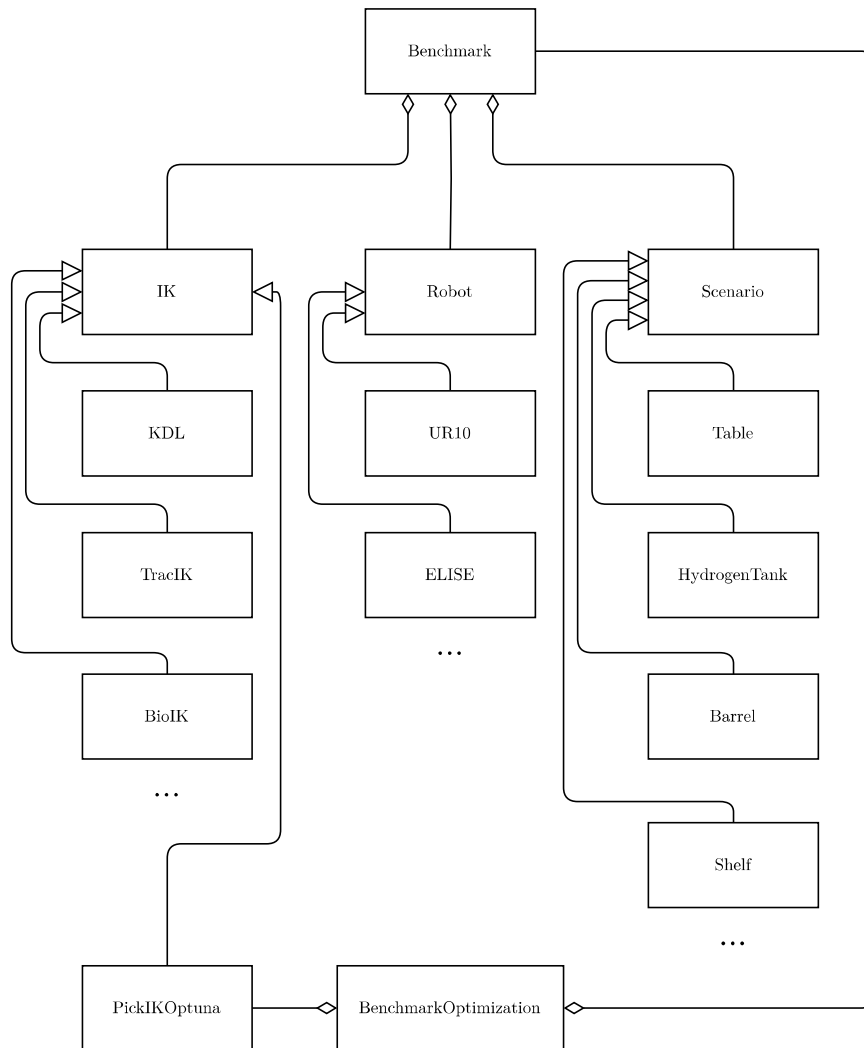 Benchmark
IK
Robot
Scenario
KDL
UR10
Table
TracIK
ELISE
HydrogenTank
...
BioIK
Barrel
...
Shelf
...
PickIKOptuna
BenchmarkOptimization